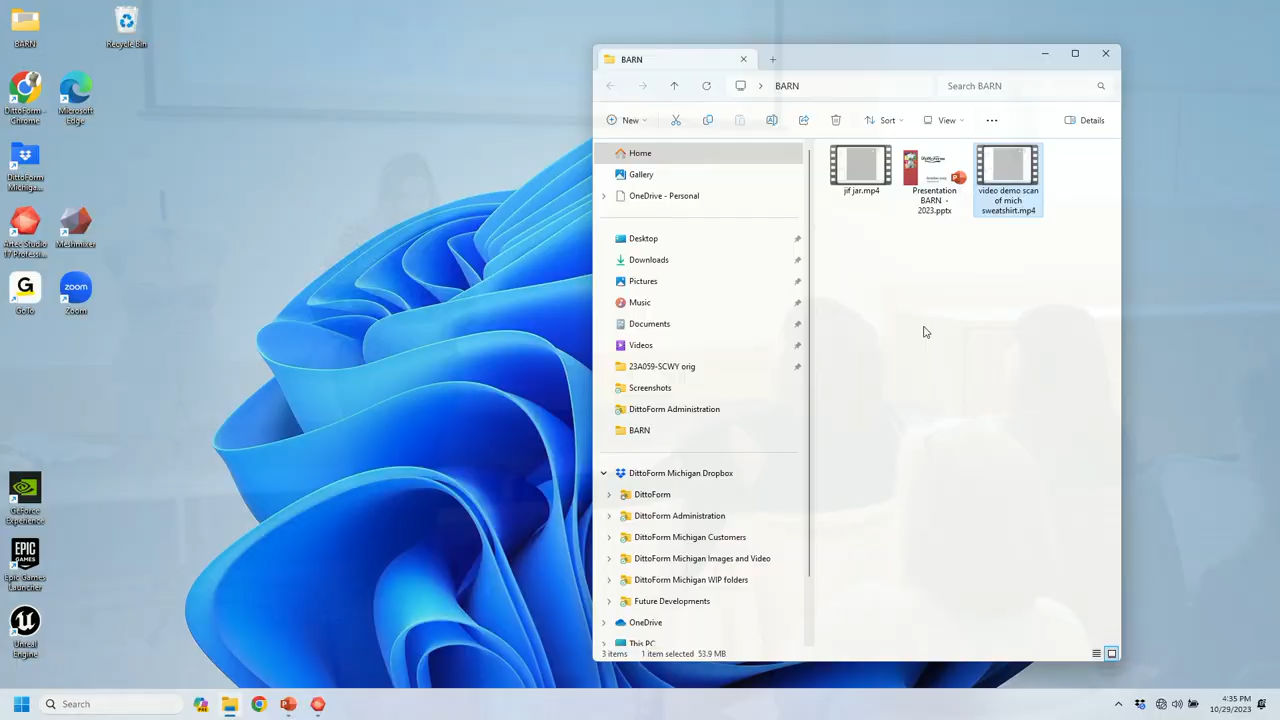 BARN
Recycle Bin
DittoForm - Chrome
Microsoft Edge
DittoForm Michiga...
Artec Studio 17 Professi...
Meshmixer
GoTo
Zoom
GeForce Experience
Epic Games Launcher
Unreal Engine
BARN
BARN
Search BARN
New
Sort
View
Details
Home
Gallery
OneDrive - Personal
Desktop
Downloads
Pictures
Music
Documents
Videos
23A059-SCWY orig
Screenshots
DittoForm Administration
BARN
DittoForm Michigan Dropbox
DittoForm
DittoForm Administration
DittoForm Michigan Customers
DittoForm Michigan Images and Video
DittoForm Michigan WIP folders
Future Developments
OneDrive
This PC
jif jar.mp4
Presentation
BARN -
2023.pptx
video demo scan
of mich
sweatshirt.mp4
3 items
1 item selected 53.9 MB
Search
4:35 PM
10/29/2023